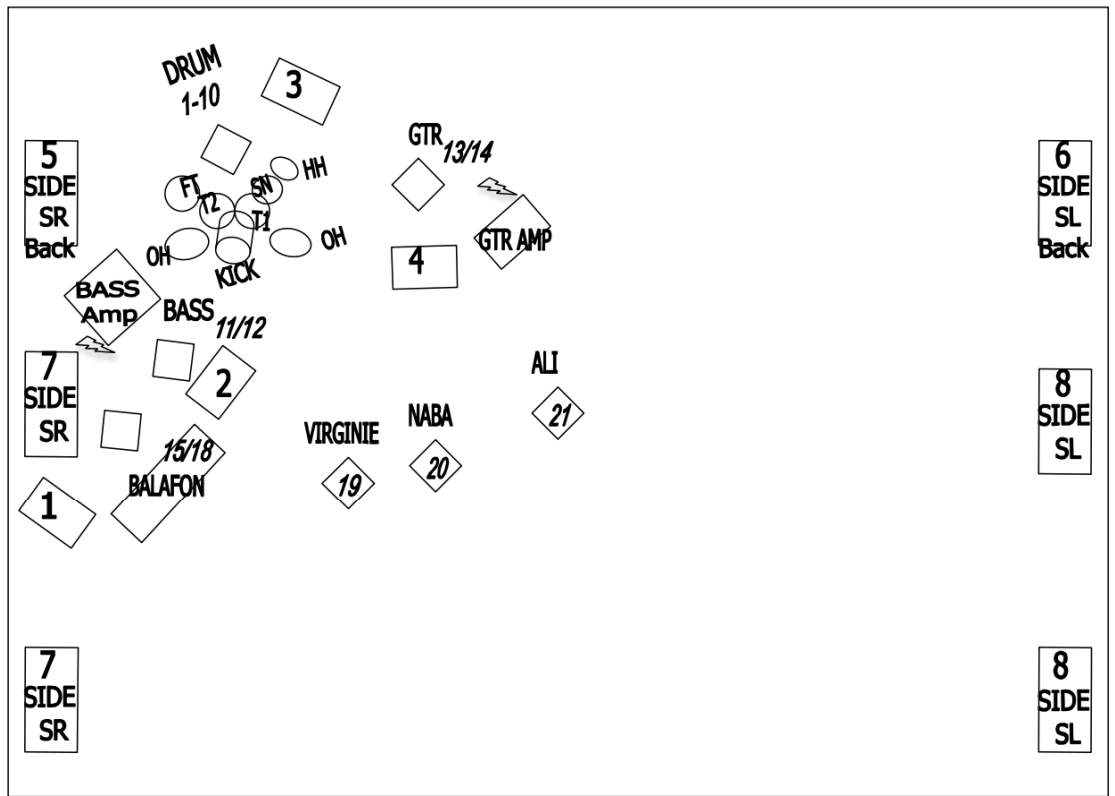 DRUM
1-10
3
GTR
13/14
5
SIDE
SR
Back
6
SIDE
SL
Back
HH
SN
FT
T2
T1
OH
OH
KICK
GTR AMP
4
BASS
Amp
BASS
11/12
7
SIDE
SR
2
ALI
21
8
SIDE
SL
NABA
20
VIRGINIE
19
15/18
BALAFON
1
7
SIDE
SR
8
SIDE
SL